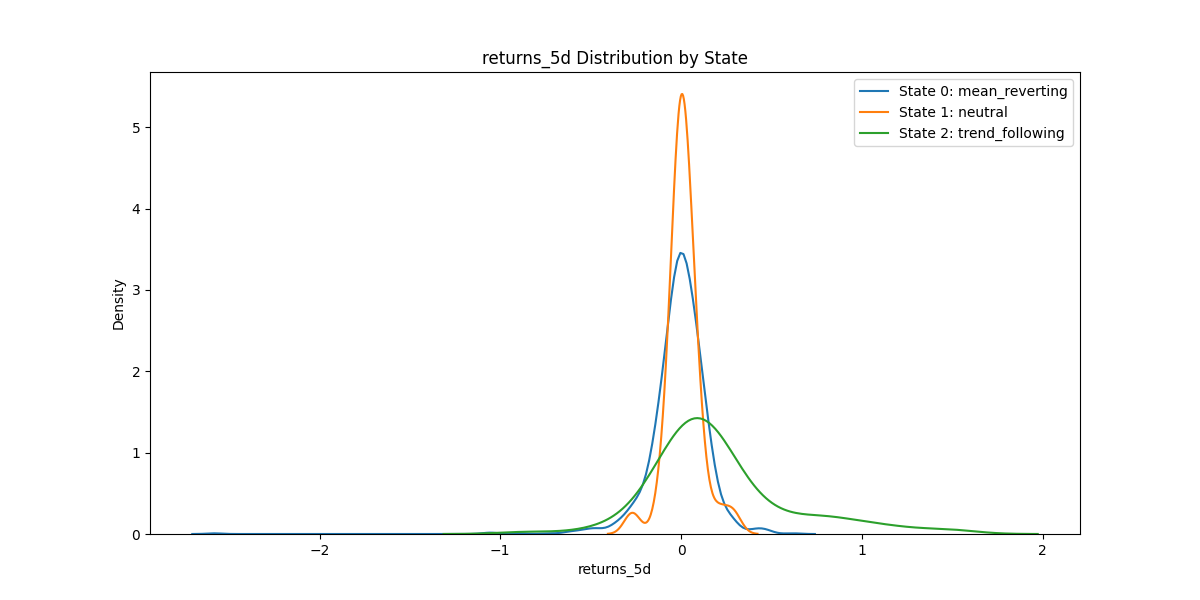 returns_5d Distribution by State
State 0: mean_reverting
State 1: neutral
State 2: trend_following
Density
5
4
3
2
1
0
−2
−1
0
1
2
returns_5d